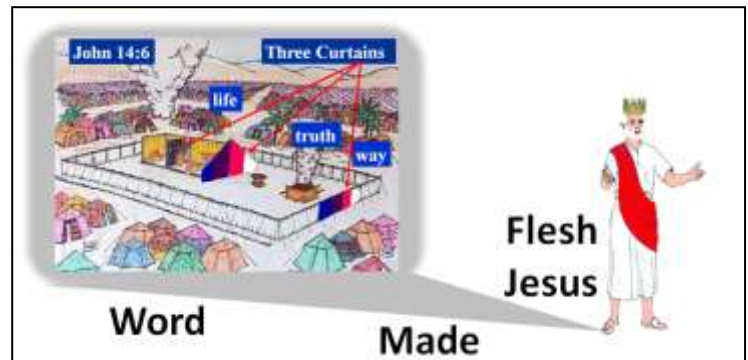 John 14:6
Three Curtains
life
truth
way
Word
Made
Flesh
Jesus